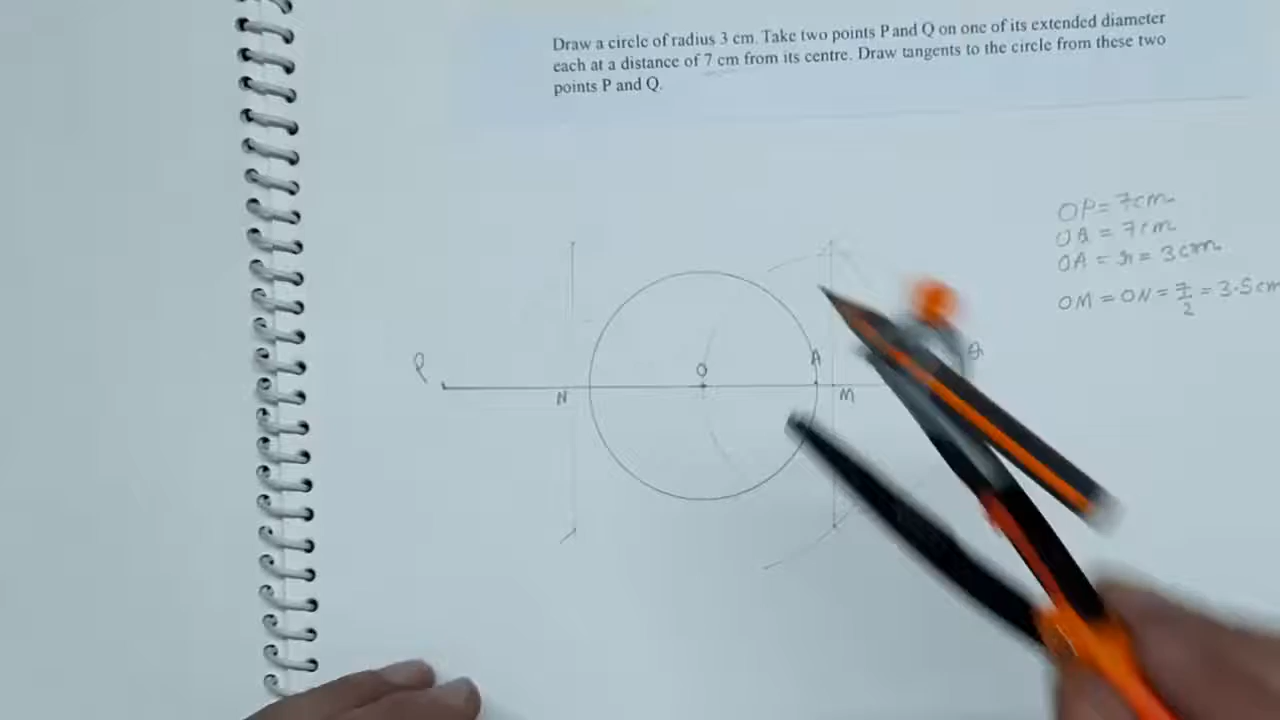 Draw a circle of radius 3 cm. Take two points P and Q on one of its extended diameter
each at a distance of 7 cm from its centre. Draw tangents to the circle from these two
points P and Q.
OP = 7cm.
OQ = 7cm
OA = r = 3cm.
OM = ON = 7/2 = 3.5cm
P
N
O
A
M
Q